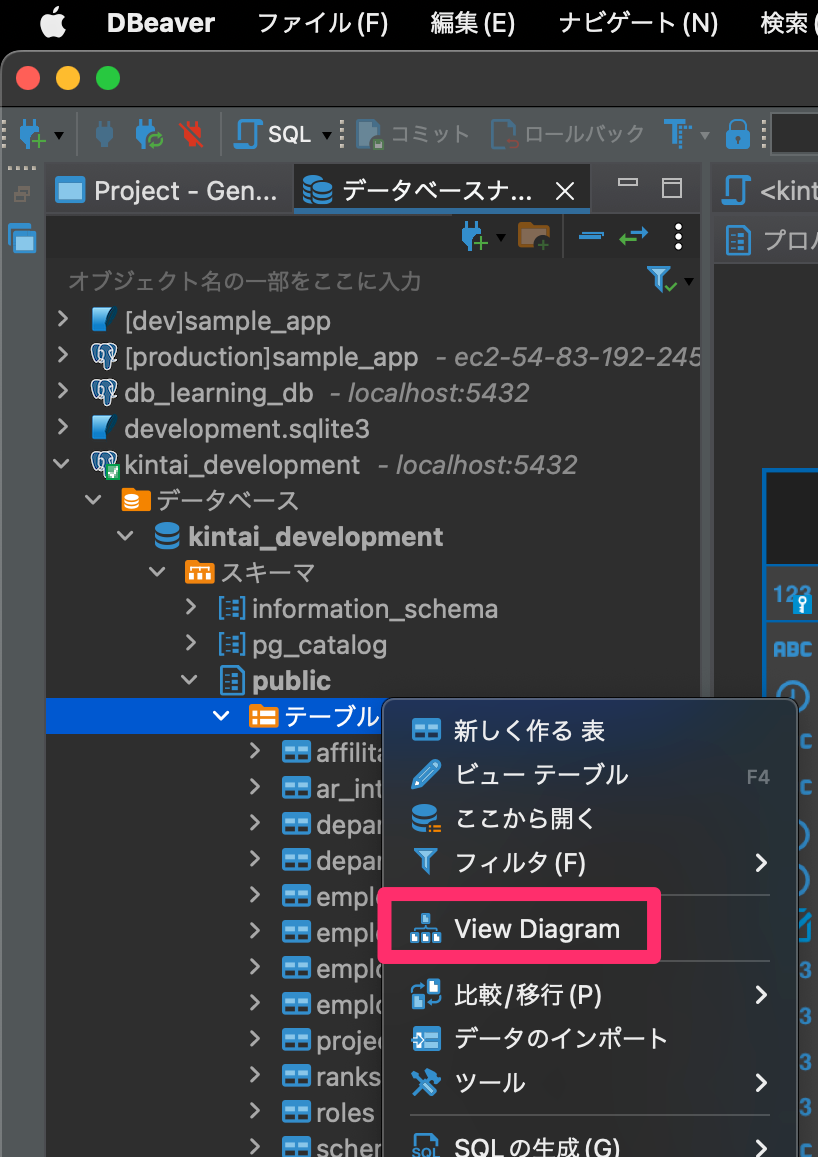 DBeaver ファイル(F) 編集(E) ナビゲート(N) 検索(
SQL コミット ロールバック
Project - Gen... データベースナ... <kint
プロ
オブジェクト名の一部をここに入力
[dev]sample_app
[production]sample_app - ec2-54-83-192-245
db_learning_db - localhost:5432
development.sqlite3
kintai_development - localhost:5432
データベース
kintai_development
スキーマ
information_schema
pg_catalog
public
テーブル
新しく作る 表
ビュー テーブル F4
ここから開く
フィルタ(F)
View Diagram
比較/移行(P)
データのインポート
ツール
SQLの生成(G)
affilita
ar_int
depar
depar
emplo
emplo
emplo
emplo
projec
ranks
roles
schem
123
ABC